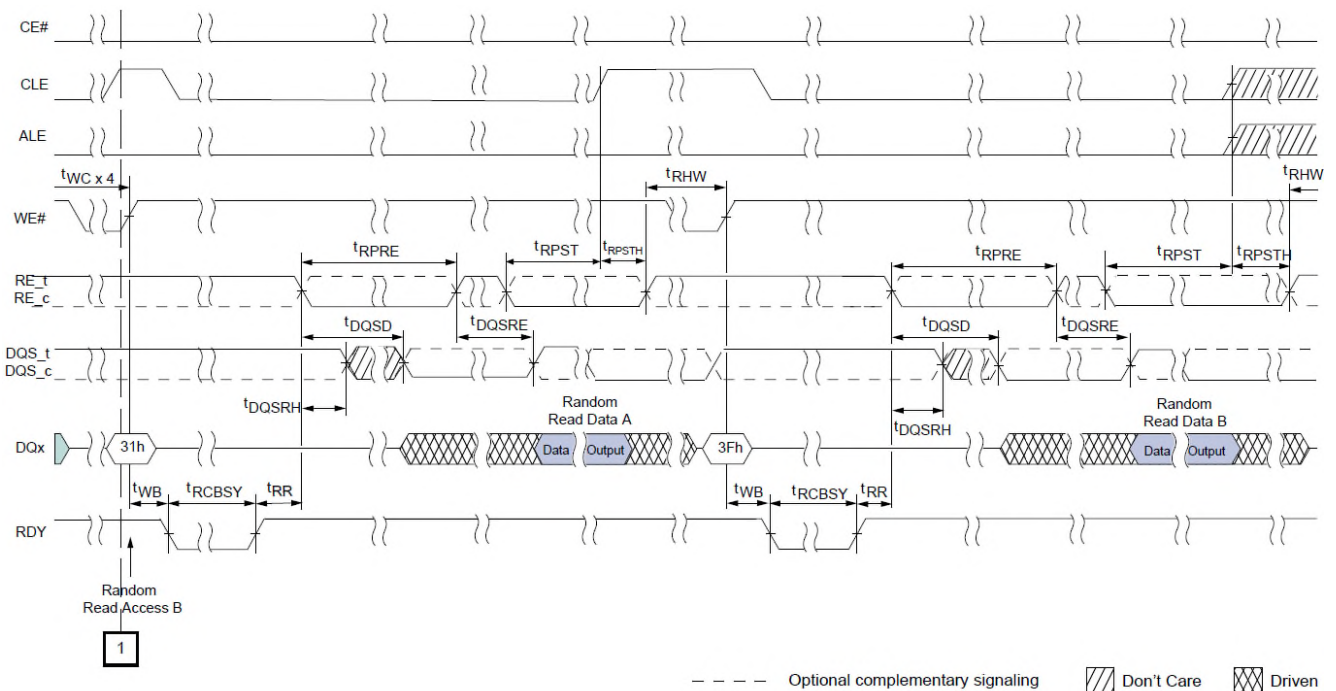 CE#
CLE
ALE
tWC x 4
tRHW
tRHW
WE#
tRPRE
tRPST
tRPSTH
tRPRE
tRPST
tRPSTH
RE_t
RE_c
tDQSD
tDQSRE
tDQSD
tDQSRE
DQS_t
DQS_c
tDQSRH
Random
Read Data A
tDQSRH
Random
Read Data B
DQx
31h
Data
Output
3Fh
Data
Output
tWB
tRCBSY
tRR
tWB
tRCBSY
tRR
RDY
Random
Read Access B
1
Optional complementary signaling
Don't Care
Driven